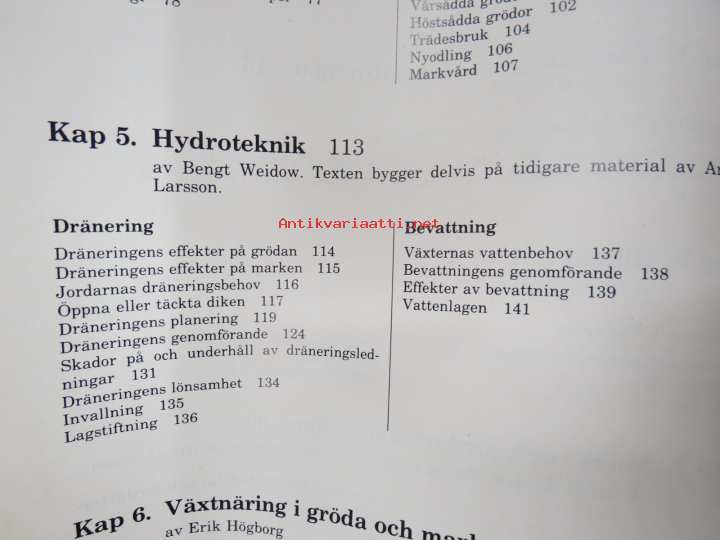 78
77
Vårsådda
Höstsådda grödor 102
Trädesbruk 104
Nyodling 106
Markvård 107
Kap 5. Hydroteknik 113
av Bengt Weidow. Texten bygger delvis på tidigare material av
Larsson.
Antikvariaatti.net
Dränering
Dräneringens effekter på grödan 114
Dräneringens effekter på marken 115
Jordarnas dräneringsbehov 116
Öppna eller täckta diken 117
Dräneringens planering 119
Dräneringens genomförande 124
Skador på och underhåll av dräneringsled-
ningar 131
Dräneringens lönsamhet 134
Invallning 135
Lagstiftning 136
Bevattning
Växternas vattenbehov 137
Bevattningens genomförande 138
Effekter av bevattning 139
Vattenlagen 141
Kap 6. Växtnäring i gröda och
av Erik Högborg